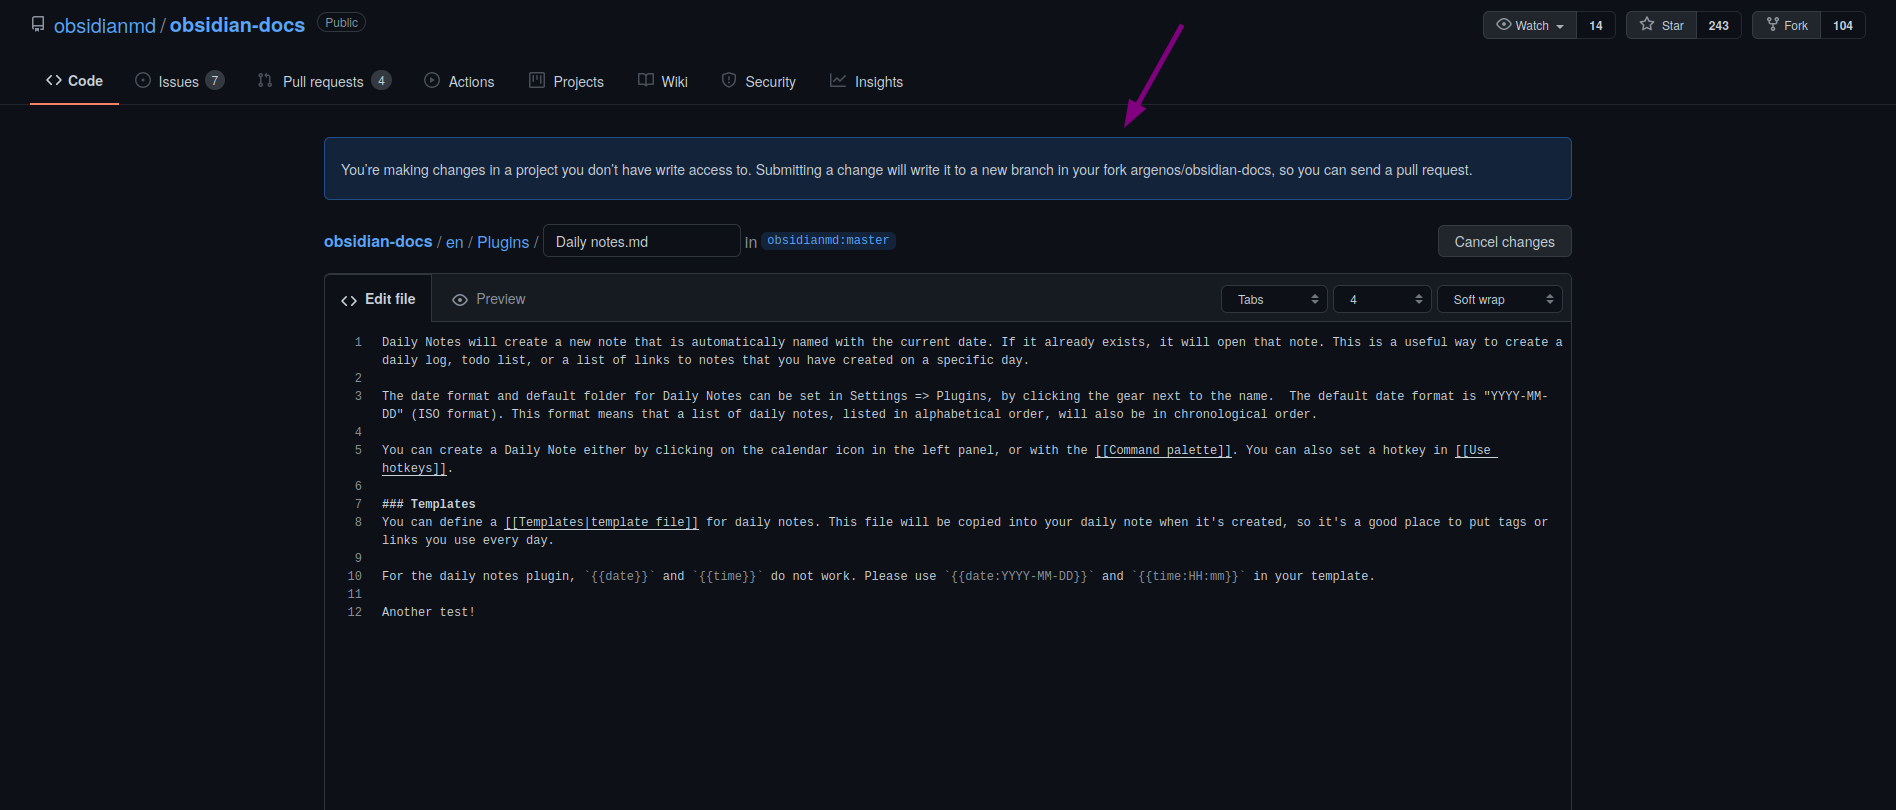 obsidianmd / obsidian-docs Public
Watch 14 Star 243 Fork 104
Code Issues 7 Pull requests 4 Actions Projects Wiki Security Insights
You're making changes in a project you don't have write access to. Submitting a change will write it to a new branch in your fork argenos/obsidian-docs, so you can send a pull request.
obsidian-docs / en / Plugins / Daily notes.md In obsidianmd:master Cancel changes
Edit file Preview Tabs 4 Soft wrap
1 Daily Notes will create a new note that is automatically named with the current date. If it already exists, it will open that note. This is a useful way to create a
daily log, todo list, or a list of links to notes that you have created on a specific day.
2
3 The date format and default folder for Daily Notes can be set in Settings => Plugins, by clicking the gear next to the name.  The default date format is "YYYY-MM-
DD" (ISO format). This format means that a list of daily notes, listed in alphabetical order, will also be in chronological order.
4
5 You can create a Daily Note either by clicking on the calendar icon in the left panel, or with the [[Command palette]]. You can also set a hotkey in [[Use
hotkeys]].
6
7 ### Templates
8 You can define a [[Templates|template file]] for daily notes. This file will be copied into your daily note when it's created, so it's a good place to put tags or
links you use every day.
9
10 For the daily notes plugin, `{{date}}` and `{{time}}` do not work. Please use `{{date:YYYY-MM-DD}}` and `{{time:HH:mm}}` in your template.
11
12 Another test!